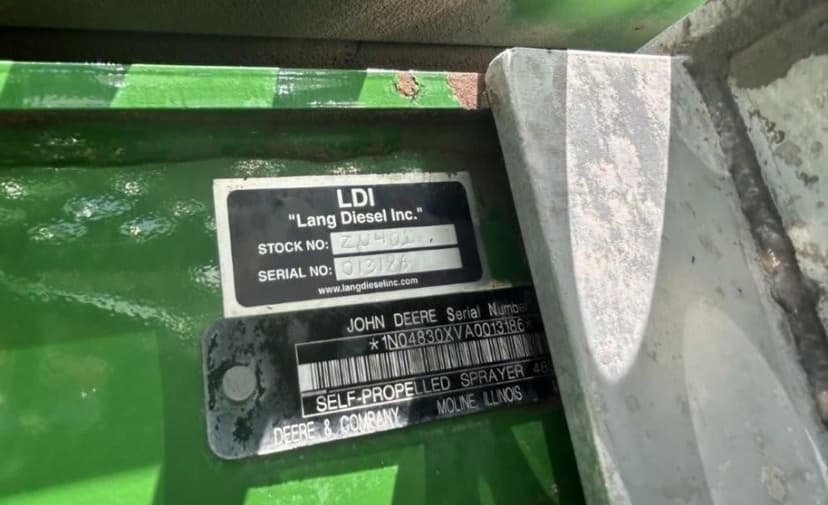 LDI
"Lang Diesel Inc."
STOCK NO:
SERIAL NO: 013186
www.langdieselinc.com
JOHN DEERE Serial Number
*1N04830XVA0013186*
SELF-PROPELLED SPRAYER
DEERE & COMPANY MOLINE ILLINOIS